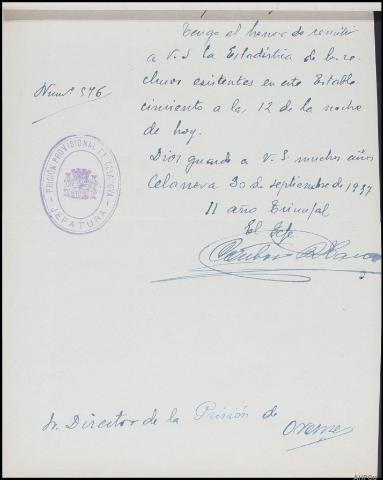 Tengo el honor de remitir
a V. S la Estadística de los re-
clusos existentes en este Estable-
cimiento a las 12 de la noche
de hoy.
Dios guarde a V. S. muchos años
Celanova 30 de septiembre de 1937
II año Triunfal
El Jefe
Num° 576
PRISIÓN PROVISIONAL DE CELANOVA
JEFATURA
Sr. Director de la Prisión de
Orense